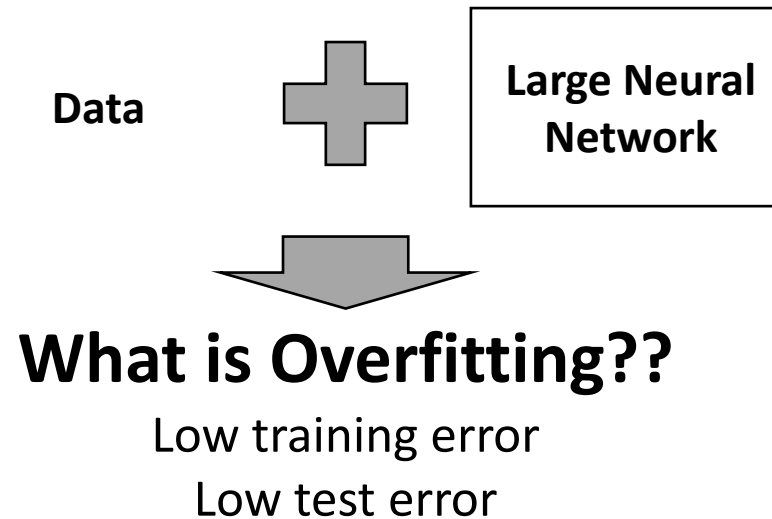 Data
Large Neural
Network
What is Overfitting??
Low training error
Low test error